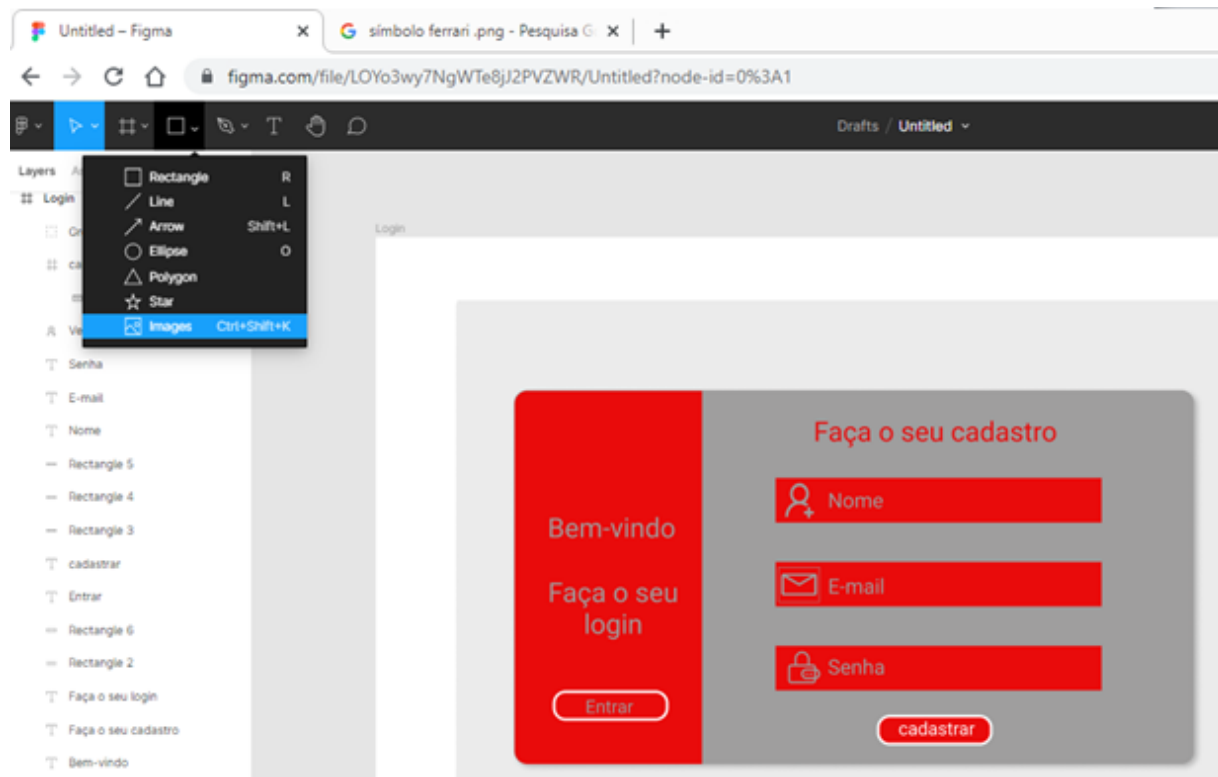 Untitled – Figma
símbolo ferrari .png - Pesquisa G
figma.com/file/LOYo3wy7NgWTe8jJ2PVZWR/Untitled?node-id=0%3A1
Drafts / Untitled
Layers
Rectangle R
Line L
Arrow Shift+L
Ellipse O
Polygon
Star
Images Ctrl+Shift+K
Login
Senha
E-mail
Nome
Rectangle 5
Rectangle 4
Rectangle 3
cadastrar
Entrar
Rectangle 6
Rectangle 2
Faça o seu login
Faça o seu cadastro
Bem-vindo
Login
Bem-vindo
Faça o seu
login
Entrar
Faça o seu cadastro
Nome
E-mail
Senha
cadastrar